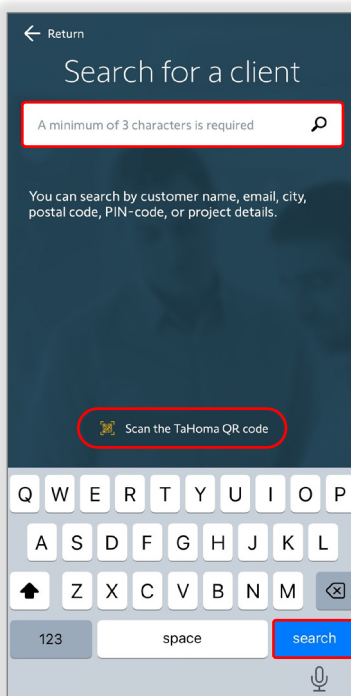 Return
Search for a client
A minimum of 3 characters is required
You can search by customer name, email, city,
postal code, PIN-code, or project details.
Scan the TaHoma QR code
Q W E R T Y U I O P
A S D F G H J K L
Z X C V B N M
123 space search